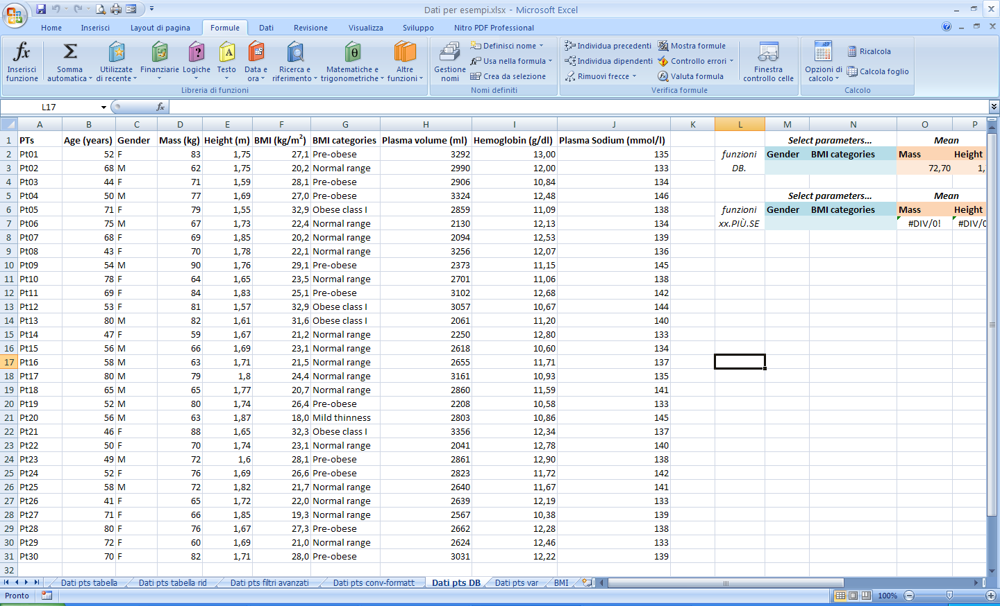 Dati per esempi.xlsx - Microsoft Excel
Home Inserisci Layout di pagina Formule Dati Revisione Visualizza Sviluppo Nitro PDF Professional
Inserisci funzione
Somma automatica
Utilizzate di recente
Finanziarie
Logiche
Testo
Data e ora
Ricerca e riferimento
Matematiche e trigonometriche
Altre funzioni
Libreria di funzioni
Gestione nomi
Definisci nome
Usa nella formula
Crea da selezione
Nomi definiti
Individua precedenti
Individua dipendenti
Rimuovi frecce
Mostra formule
Controllo errori
Valuta formula
Finestra controllo celle
Verifica formule
Opzioni di calcolo
Ricalcola
Calcola foglio
Calcolo
L17 fx
A B C D E F G H I J K L M N O P
1 PTs Age (years) Gender Mass (kg) Height (m) BMI (kg/m²) BMI categories Plasma volume (ml) Hemoglobin (g/dl) Plasma Sodium (mmol/l) Select parameters... Mean
2 Pt01 52 F 83 1,75 27,1 Pre-obese 3292 13,00 135 funzioni Gender BMI categories Mass Height
3 Pt02 68 M 62 1,75 20,2 Normal range 2990 12,00 133 DB. 72,70 1,
4 Pt03 44 F 71 1,59 28,1 Pre-obese 2906 10,84 134
5 Pt04 50 M 77 1,69 27,0 Pre-obese 3324 12,48 146 Select parameters... Mean
6 Pt05 71 F 79 1,55 32,9 Obese class I 2859 11,09 138 funzioni Gender BMI categories Mass Height
7 Pt06 75 M 67 1,73 22,4 Normal range 2130 12,13 134 xx.PIÙ.SE #DIV/0! #DIV/0
8 Pt07 68 F 69 1,85 20,2 Normal range 2094 12,53 139
9 Pt08 43 F 70 1,78 22,1 Normal range 3256 12,07 136
10 Pt09 54 M 90 1,76 29,1 Pre-obese 2373 11,15 145
11 Pt10 78 F 64 1,65 23,5 Normal range 2701 11,06 138
12 Pt11 69 F 84 1,83 25,1 Pre-obese 3102 12,68 142
13 Pt12 53 F 81 1,57 32,9 Obese class I 3057 10,67 144
14 Pt13 80 M 82 1,61 31,6 Obese class I 2061 11,20 140
15 Pt14 47 F 59 1,67 21,2 Normal range 2250 12,80 133
16 Pt15 56 M 66 1,69 23,1 Normal range 2618 10,60 134
17 Pt16 58 M 63 1,71 21,5 Normal range 2655 11,71 137
18 Pt17 80 M 79 1,8 24,4 Normal range 3161 10,93 135
19 Pt18 65 M 65 1,77 20,7 Normal range 2860 11,59 141
20 Pt19 52 M 80 1,74 26,4 Pre-obese 2208 10,58 133
21 Pt20 56 M 63 1,87 18,0 Mild thinness 2803 10,86 145
22 Pt21 46 F 88 1,65 32,3 Obese class I 3356 12,34 137
23 Pt22 50 F 70 1,74 23,1 Normal range 2041 12,78 140
24 Pt23 49 M 72 1,6 28,1 Pre-obese 2861 12,90 138
25 Pt24 52 F 76 1,69 26,6 Pre-obese 2823 11,72 142
26 Pt25 58 M 72 1,82 21,7 Normal range 2640 11,67 141
27 Pt26 41 F 65 1,72 22,0 Normal range 2639 12,19 133
28 Pt27 71 F 66 1,85 19,3 Normal range 2567 10,38 139
29 Pt28 80 F 76 1,67 27,3 Pre-obese 2662 12,28 138
30 Pt29 72 F 60 1,69 21,0 Normal range 2624 12,46 133
31 Pt30 70 F 82 1,71 28,0 Pre-obese 3031 12,22 139
32
Dati pts tabella Dati pts tabella rid Dati pts filtri avanzati Dati pts conv-formatt Dati pts DB Dati pts var BMI
Pronto 100%